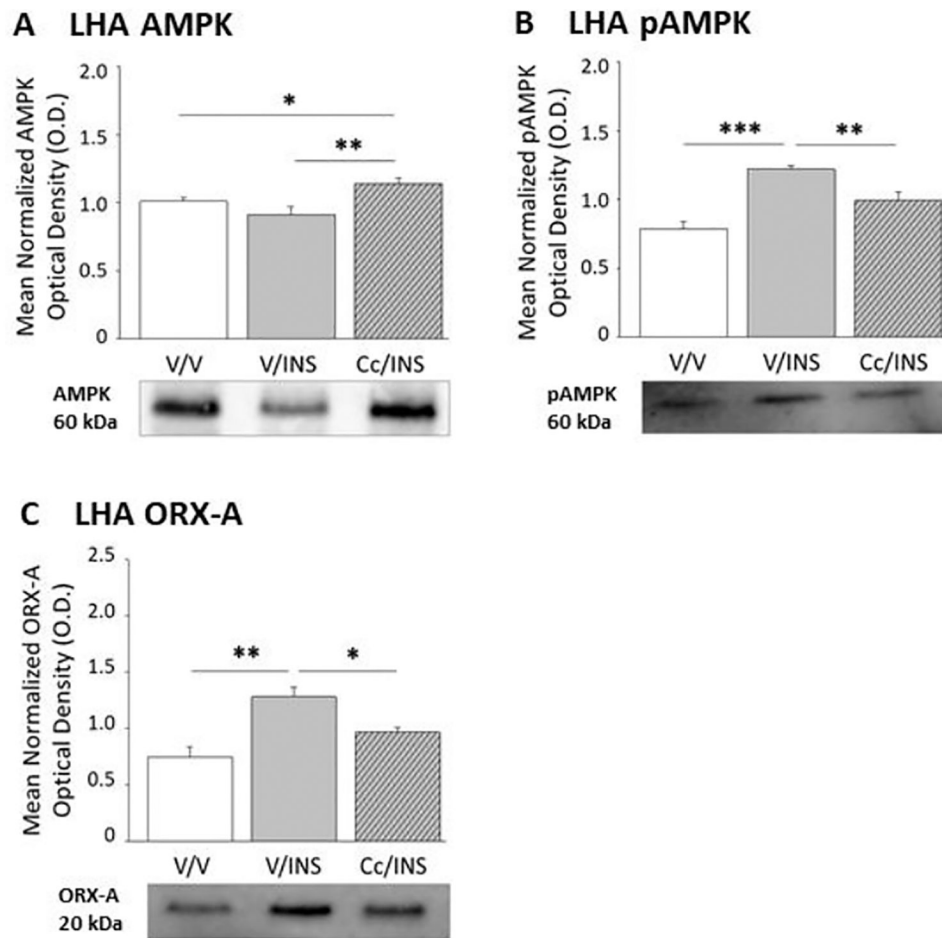 A LHA AMPK
Mean Normalized AMPK
Optical Density (O.D.)
2.0
1.5
1.0
0.5
0
*
**
V/V V/INS Cc/INS
AMPK
60 kDa
B LHA pAMPK
Mean Normalized pAMPK
Optical Density (O.D.)
2.0
1.5
1.0
0.5
0
*** **
V/V V/INS Cc/INS
pAMPK
60 kDa
C LHA ORX-A
Mean Normalized ORX-A
Optical Density (O.D.)
2.5
2.0
1.5
1.0
0.5
0
** *
V/V V/INS Cc/INS
ORX-A
20 kDa